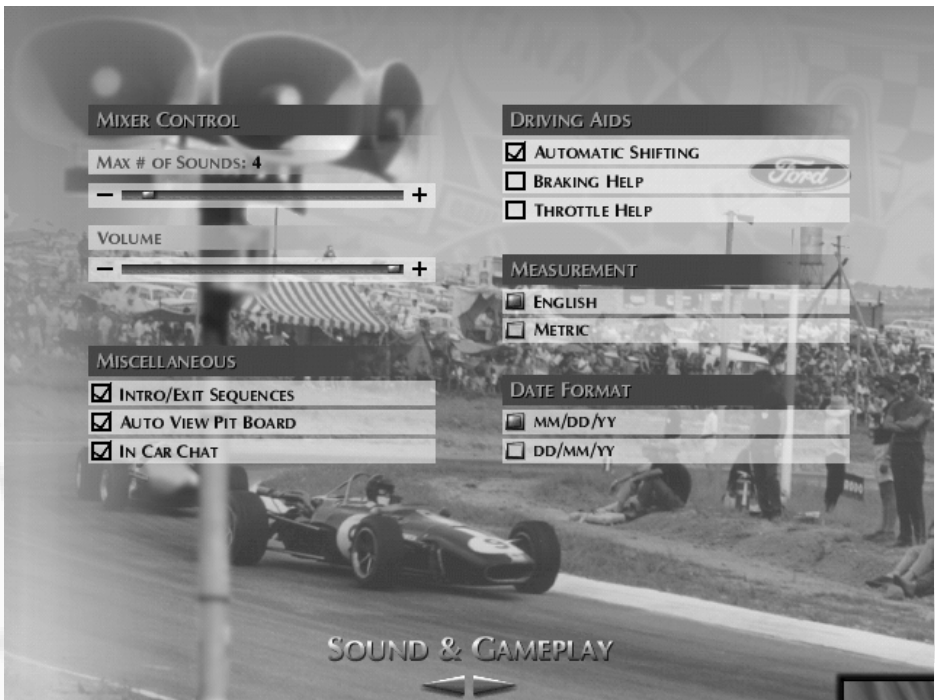 MIXER CONTROL
MAX # OF SOUNDS: 4
− +
VOLUME
− +
MISCELLANEOUS
INTRO/EXIT SEQUENCES
AUTO VIEW PIT BOARD
IN CAR CHAT
DRIVING AIDS
AUTOMATIC SHIFTING
BRAKING HELP
THROTTLE HELP
Ford
MEASUREMENT
ENGLISH
METRIC
DATE FORMAT
MM/DD/YY
DD/MM/YY
SOUND & GAMEPLAY